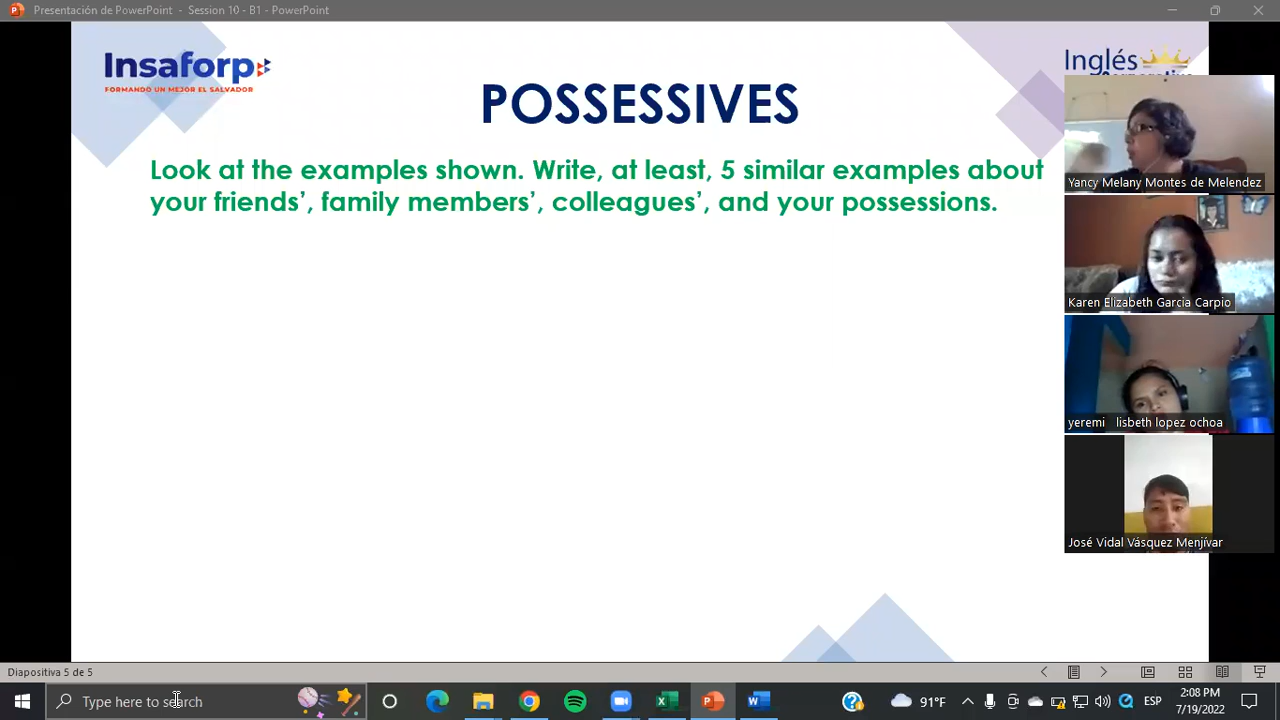 Presentación de PowerPoint - Session 10 - B1 - PowerPoint
Insaforp
FORMANDO UN MEJOR EL SALVADOR
Inglés
POSSESSIVES
Look at the examples shown. Write, at least, 5 similar examples about
your friends’, family members’, colleagues’, and your possessions.
Yancy Melany Montes de Melendez
Karen Elizabeth Garcia Carpio
yeremi lisbeth lopez ochoa
José Vidal Vásquez Menjívar
Diapositiva 5 de 5
Type here to search
91°F
ESP
2:08 PM
7/19/2022